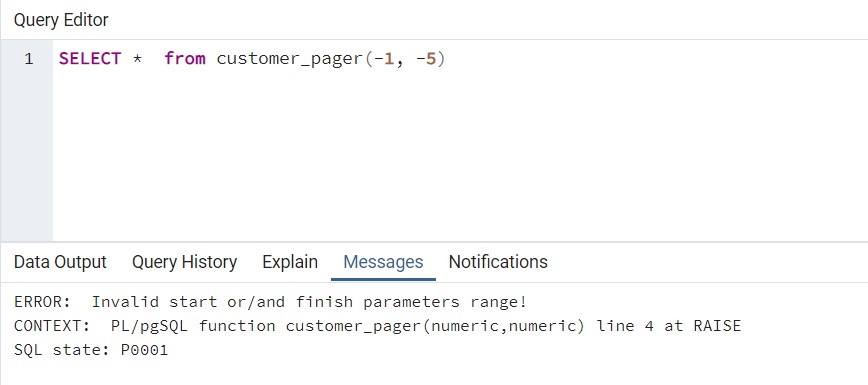 Query Editor
1 SELECT *  from customer_pager(-1, -5)
Data Output Query History Explain Messages Notifications
ERROR:  Invalid start or/and finish parameters range!
CONTEXT:  PL/pgSQL function customer_pager(numeric,numeric) line 4 at RAISE
SQL state: P0001